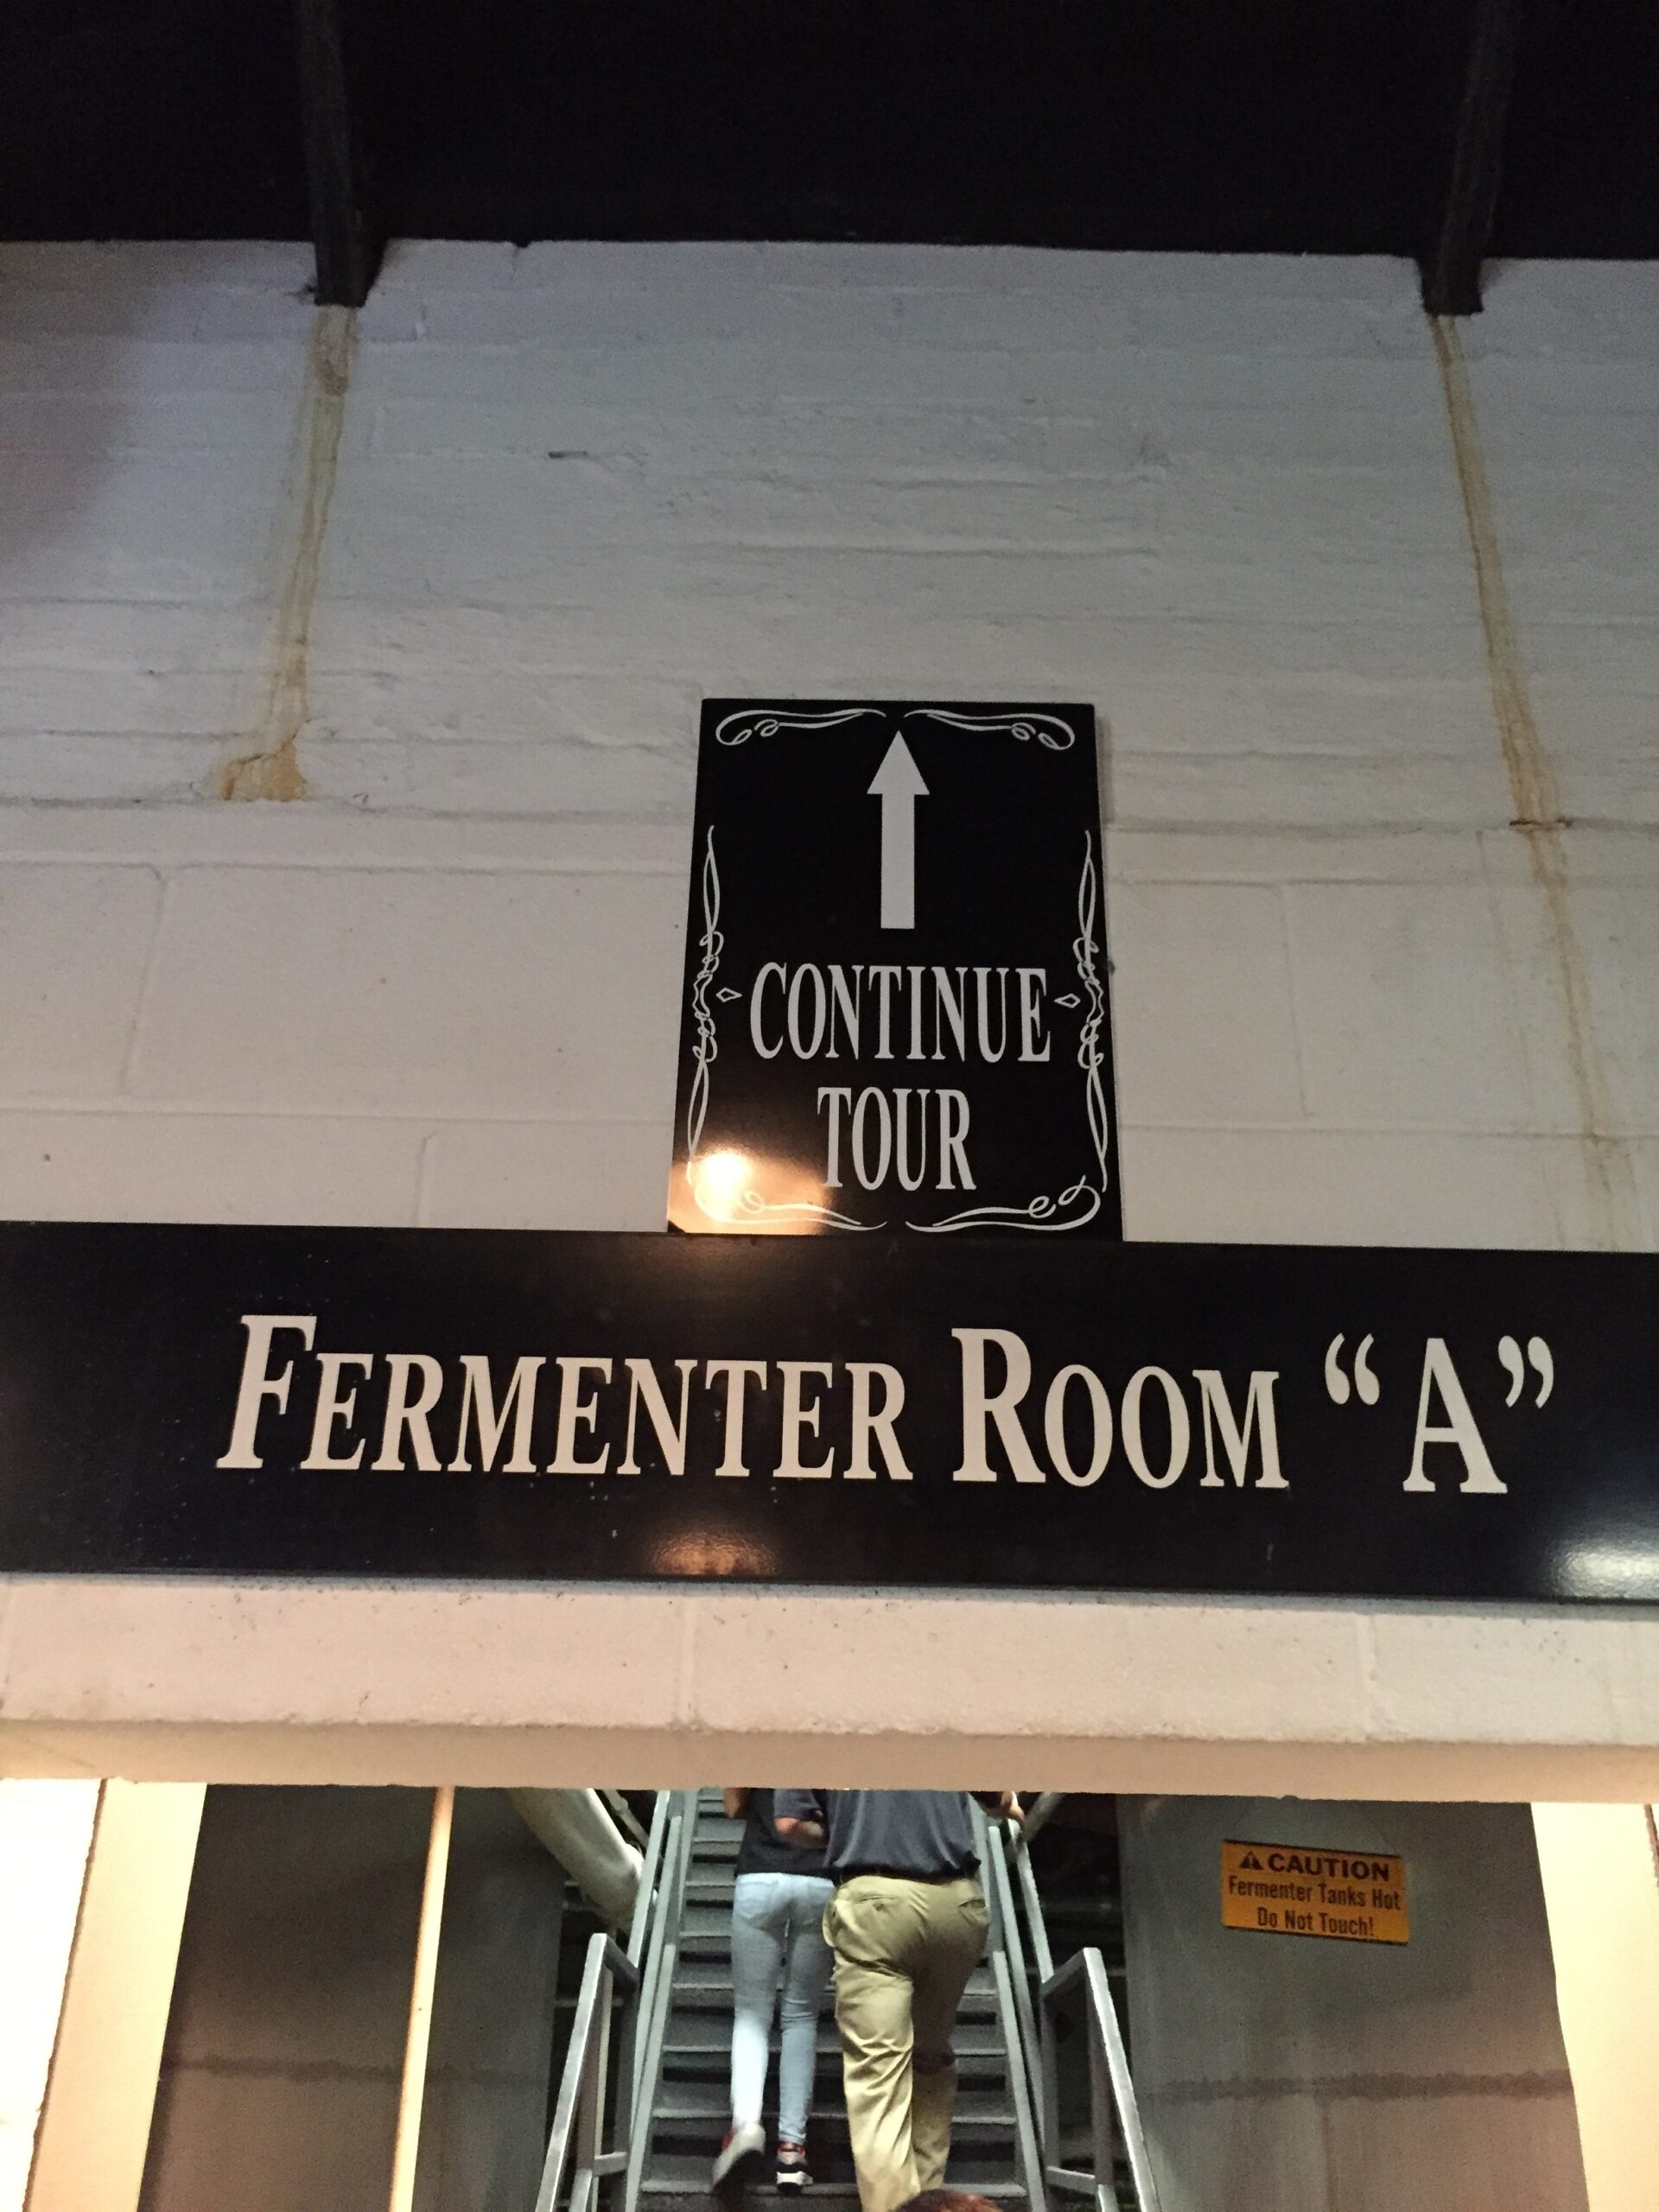 CONTINUE
TOUR
FERMENTER ROOM “A”
CAUTION
Fermenter Tanks Hot
Do Not Touch!